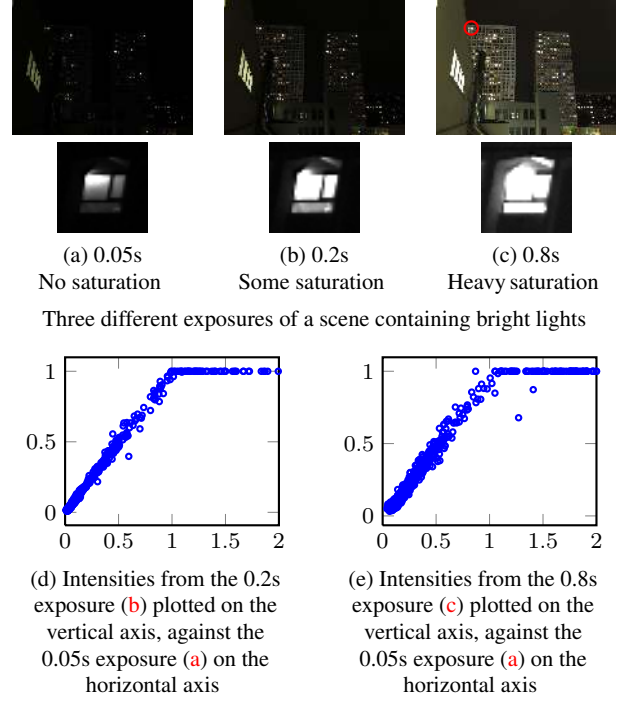 (a) 0.05s
No saturation
(b) 0.2s
Some saturation
(c) 0.8s
Heavy saturation
Three different exposures of a scene containing bright lights
1
0.5
0
0
0.5
1
1.5
2
(d) Intensities from the 0.2s
exposure (b) plotted on the
vertical axis, against the
0.05s exposure (a) on the
horizontal axis
1
0.5
0
0
0.5
1
1.5
2
(e) Intensities from the 0.8s
exposure (c) plotted on the
vertical axis, against the
0.05s exposure (a) on the
horizontal axis